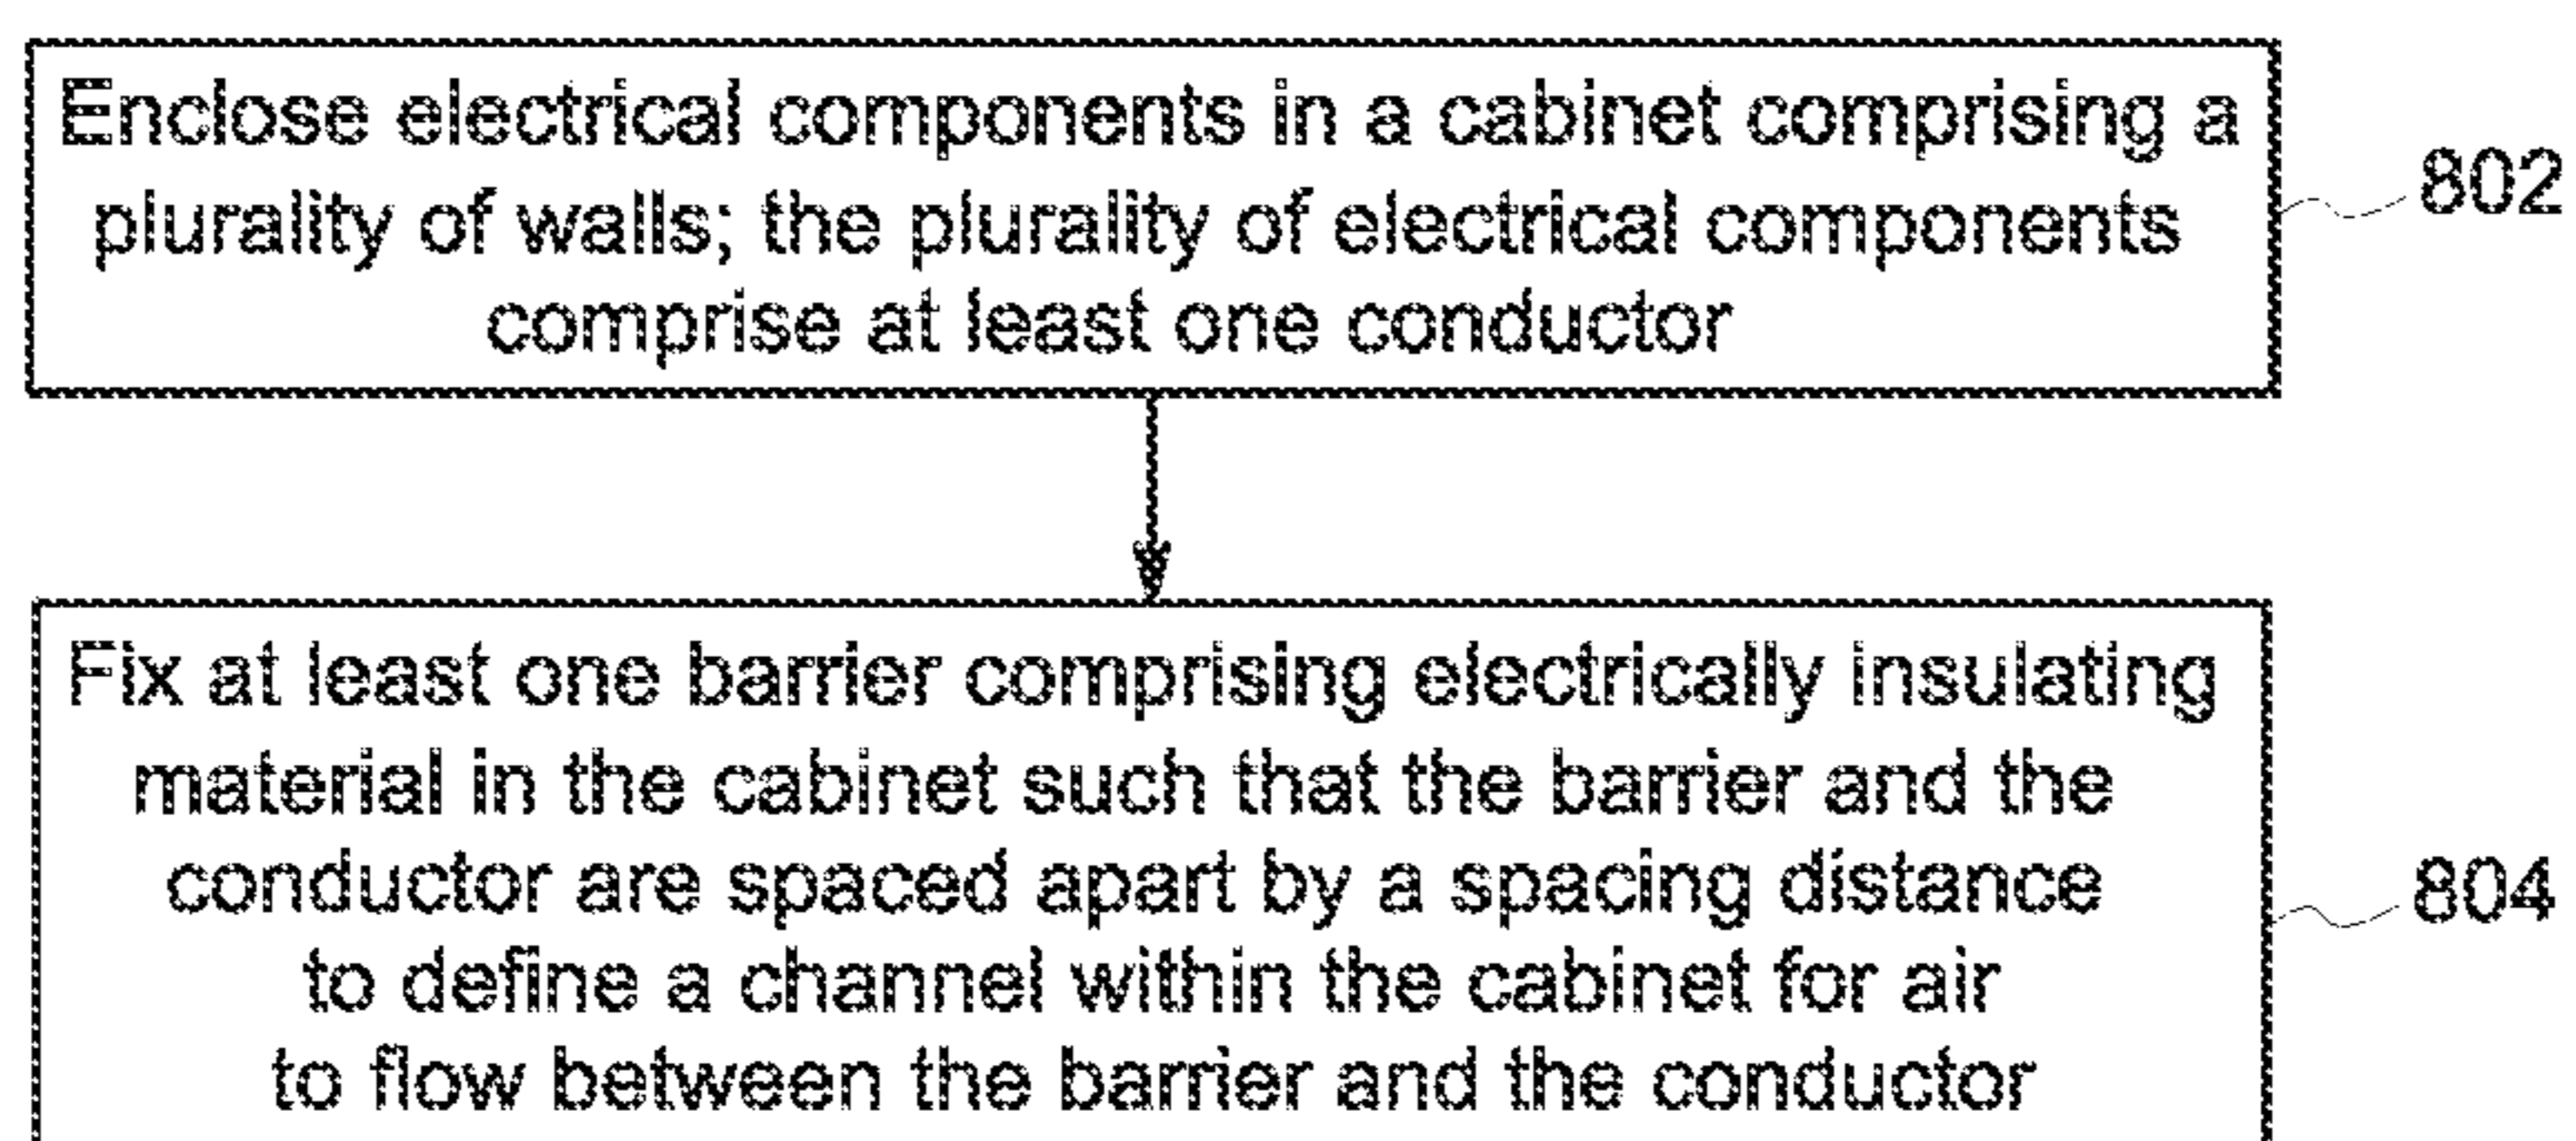 Enclose electrical components in a cabinet comprising a
plurality of walls; the plurality of electrical components
comprise at least one conductor
802
Fix at least one barrier comprising electrically insulating
material in the cabinet such that the barrier and the
conductor are spaced apart by a spacing distance
to define a channel within the cabinet for air
to flow between the barrier and the conductor
804